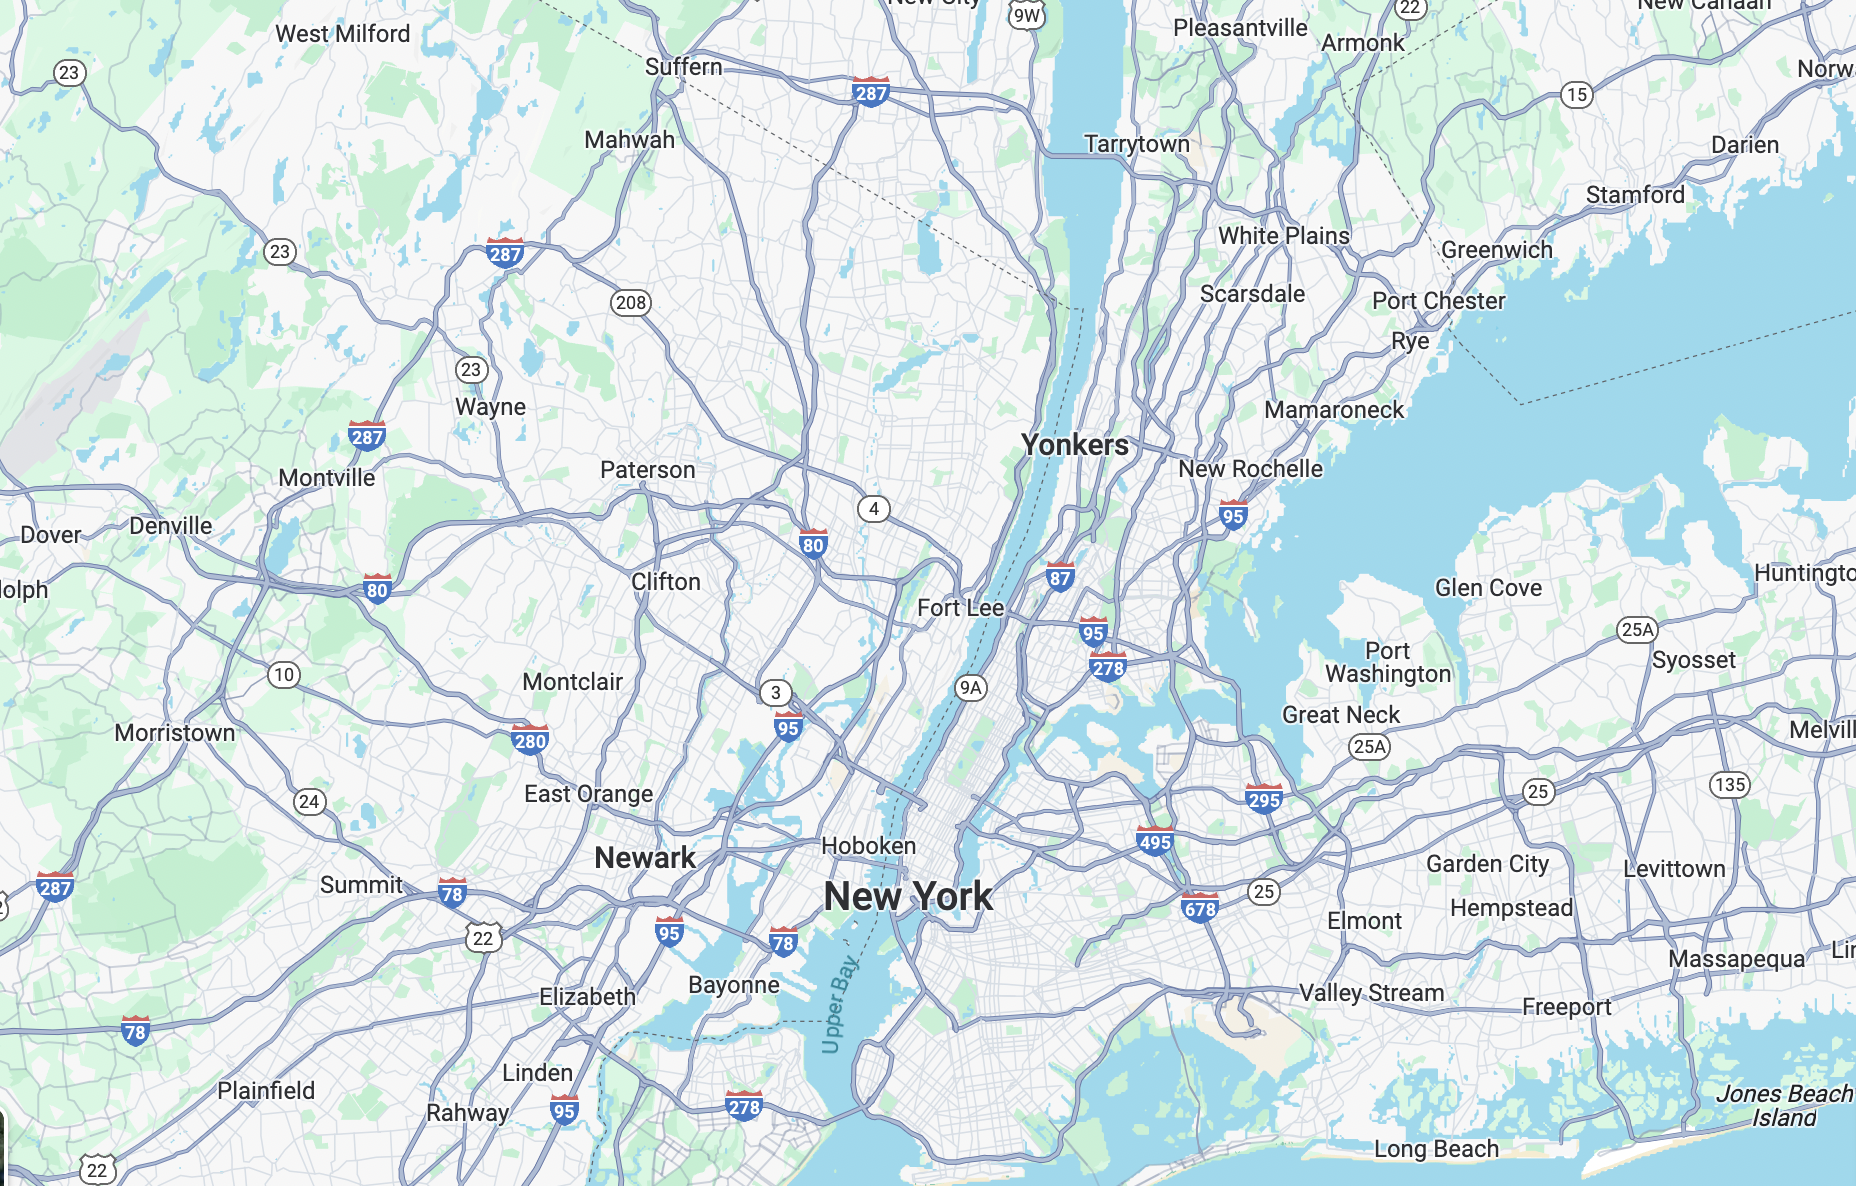 New City
9W
22
New Canaan
West Milford
Pleasantville
Armonk
23
Suffern
287
15
Norw
Mahwah
Tarrytown
Darien
Stamford
23
287
White Plains
Greenwich
208
Scarsdale
Port Chester
Rye
23
Wayne
Mamaroneck
287
Yonkers
Montville
Paterson
New Rochelle
4
95
Dover
Denville
80
87
Huntingto
olph
80
Clifton
Glen Cove
Fort Lee
95
25A
278
Port
Washington
Syosset
10
Montclair
3
9A
Great Neck
95
Morristown
280
25A
Melvill
24
East Orange
295
25
135
495
Hoboken
Newark
Garden City
Levittown
287
Summit
78
New York
678
25
Hempstead
Elmont
22
95
78
Massapequa
Lin
Bayonne
Upper Bay
Elizabeth
Valley Stream
Freeport
78
Linden
Plainfield
Rahway
95
278
Jones Beach
Island
Long Beach
22